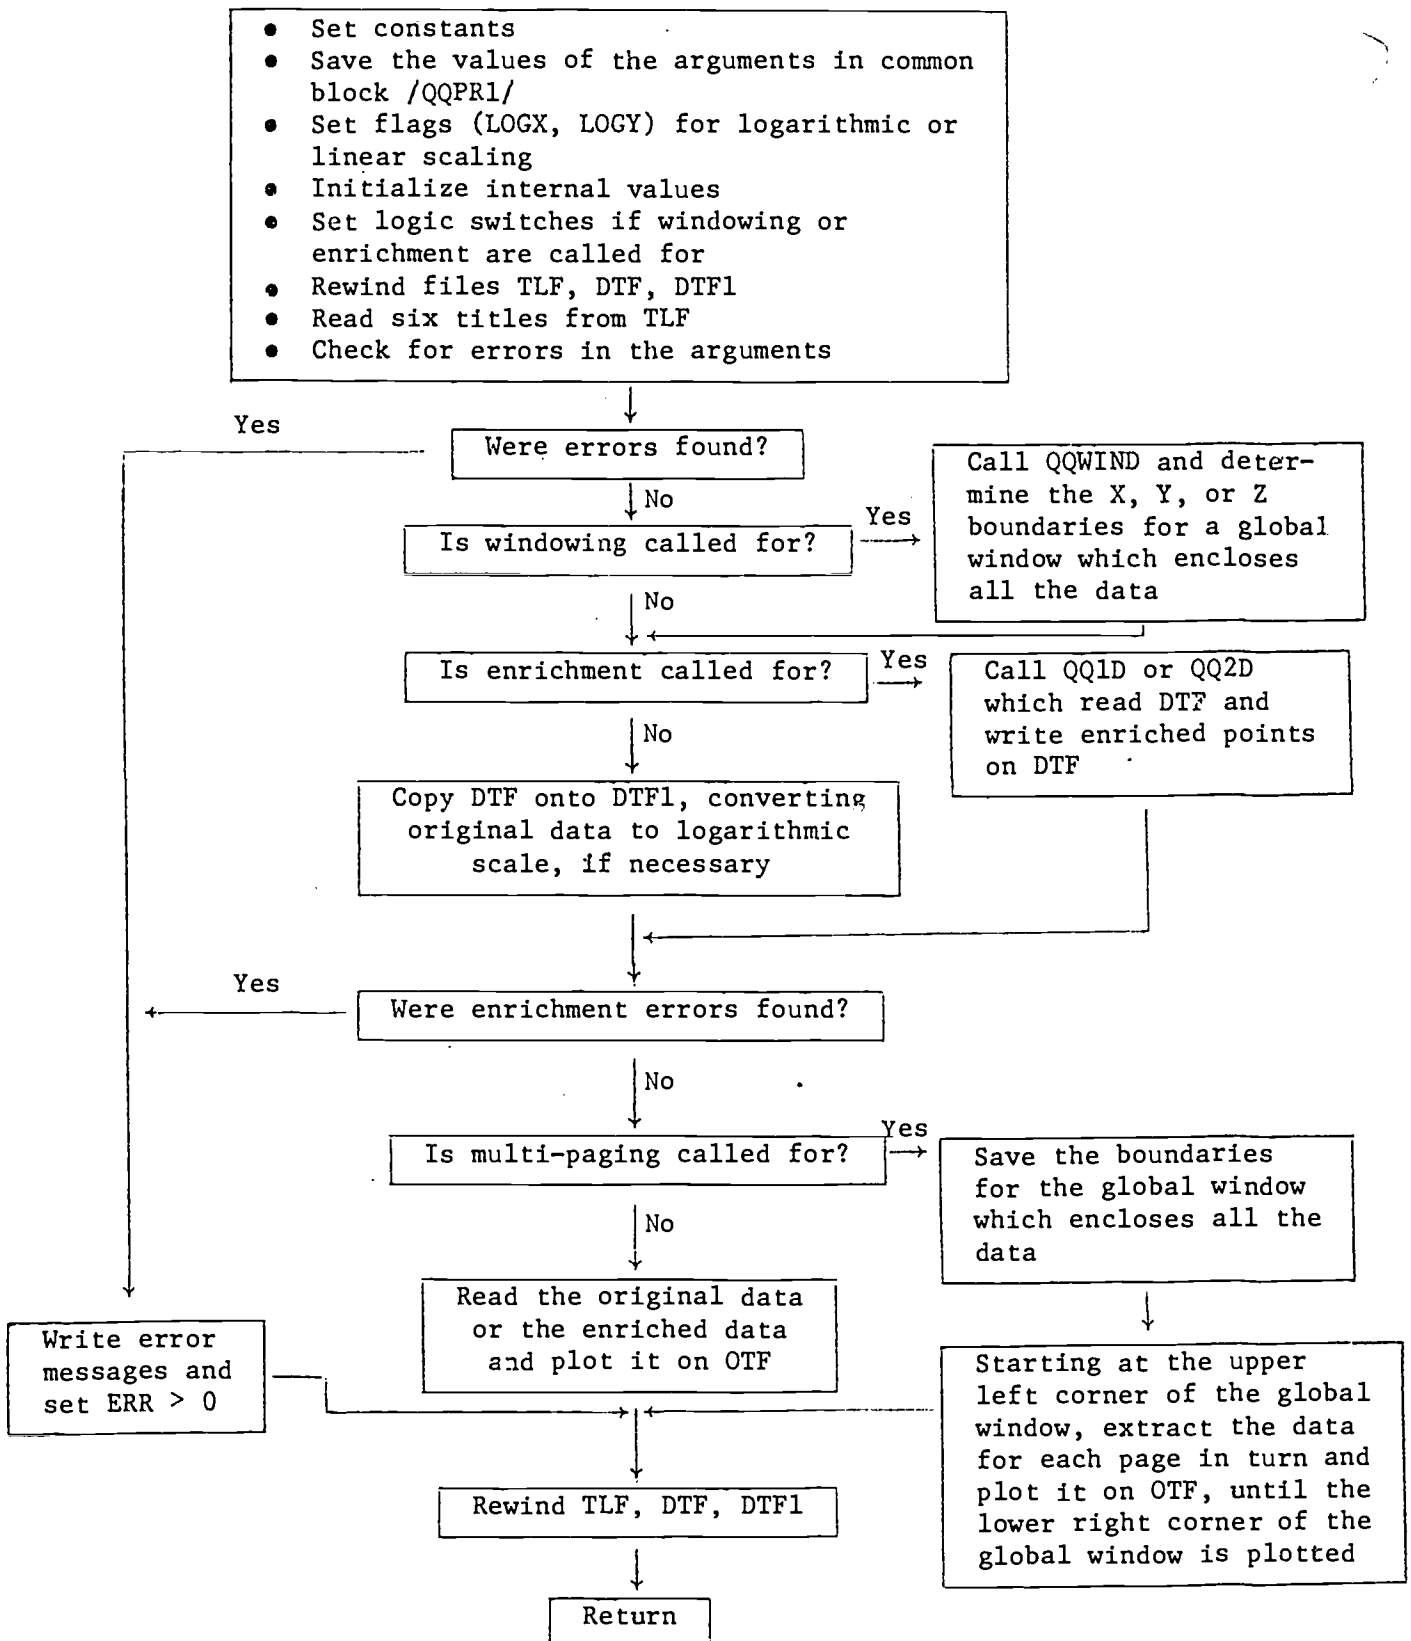 • Set constants
• Save the values of the arguments in common
block /QQPR1/
• Set flags (LOGX, LOGY) for logarithmic or
linear scaling
• Initialize internal values
• Set logic switches if windowing or
enrichment are called for
• Rewind files TLF, DTF, DTF1
• Read six titles from TLF
• Check for errors in the arguments
Yes
Were errors found?
No
Is windowing called for?
Yes
Call QQWIND and deter-
mine the X, Y, or Z
boundaries for a global
window which encloses
all the data
No
Is enrichment called for?
Yes
Call QQ1D or QQ2D
which read DTF and
write enriched points
on DTF
No
Copy DTF onto DTF1, converting
original data to logarithmic
scale, if necessary
Yes
Were enrichment errors found?
No
Is multi-paging called for?
Yes
Save the boundaries
for the global window
which encloses all the
data
No
Read the original data
or the enriched data
and plot it on OTF
Write error
messages and
set ERR > 0
Starting at the upper
left corner of the global
window, extract the data
for each page in turn and
plot it on OTF, until the
lower right corner of the
global window is plotted
Rewind TLF, DTF, DTF1
Return